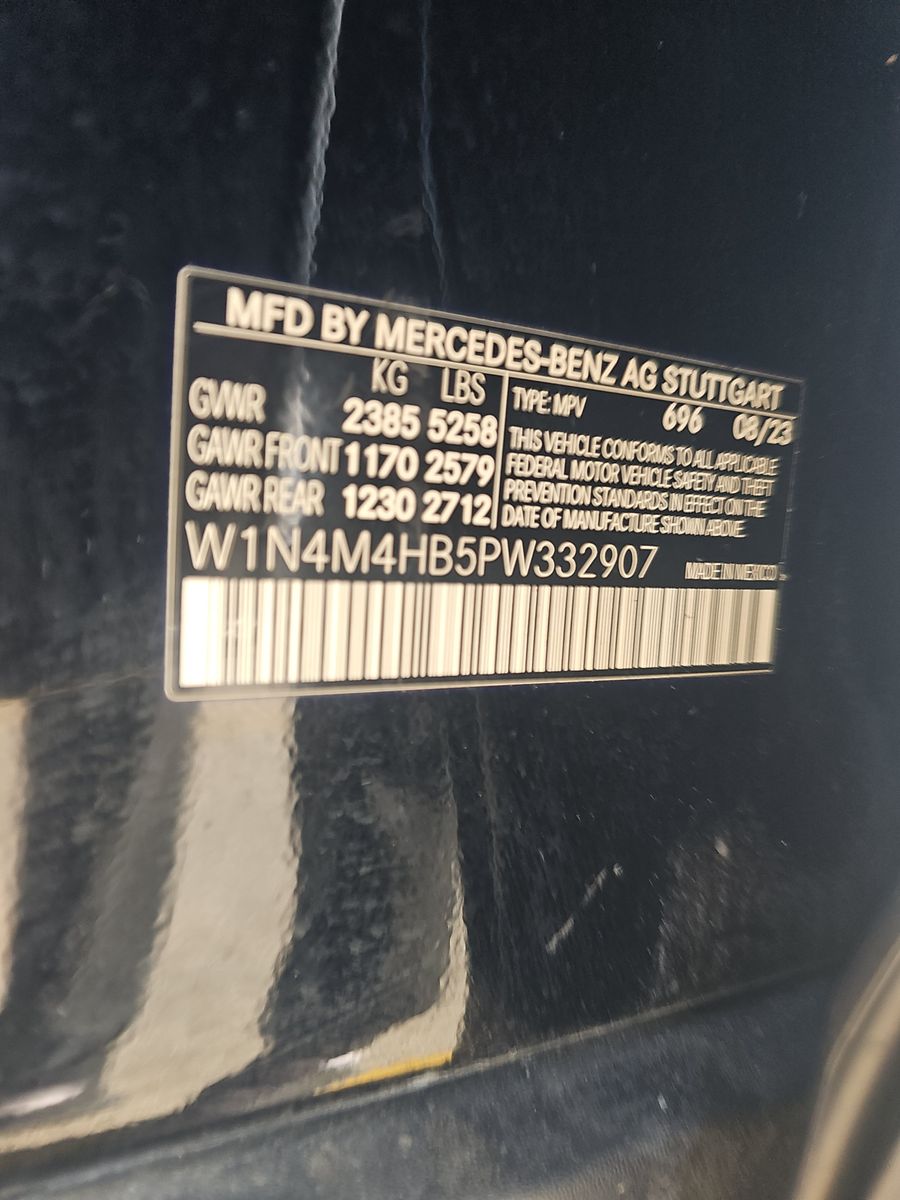 MFD BY MERCEDES-BENZ AG STUTTGART
KG LBS
GVWR 2385 5258
GAWR FRONT 1170 2579
GAWR REAR 1230 2712
TYPE: MPV 696 08/23
THIS VEHICLE CONFORMS TO ALL APPLICABLE
FEDERAL MOTOR VEHICLE SAFETY AND THEFT
PREVENTION STANDARDS IN EFFECT ON THE
DATE OF MANUFACTURE SHOWN ABOVE.
W1N4M4HB5PW332907
MADE IN MEXICO